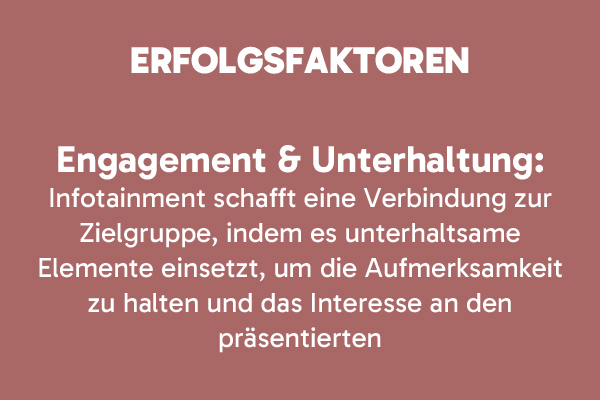 ERFOLGSFAKTOREN
Engagement & Unterhaltung:
Infotainment schafft eine Verbindung zur
Zielgruppe, indem es unterhaltsame
Elemente einsetzt, um die Aufmerksamkeit
zu halten und das Interesse an den
präsentierten